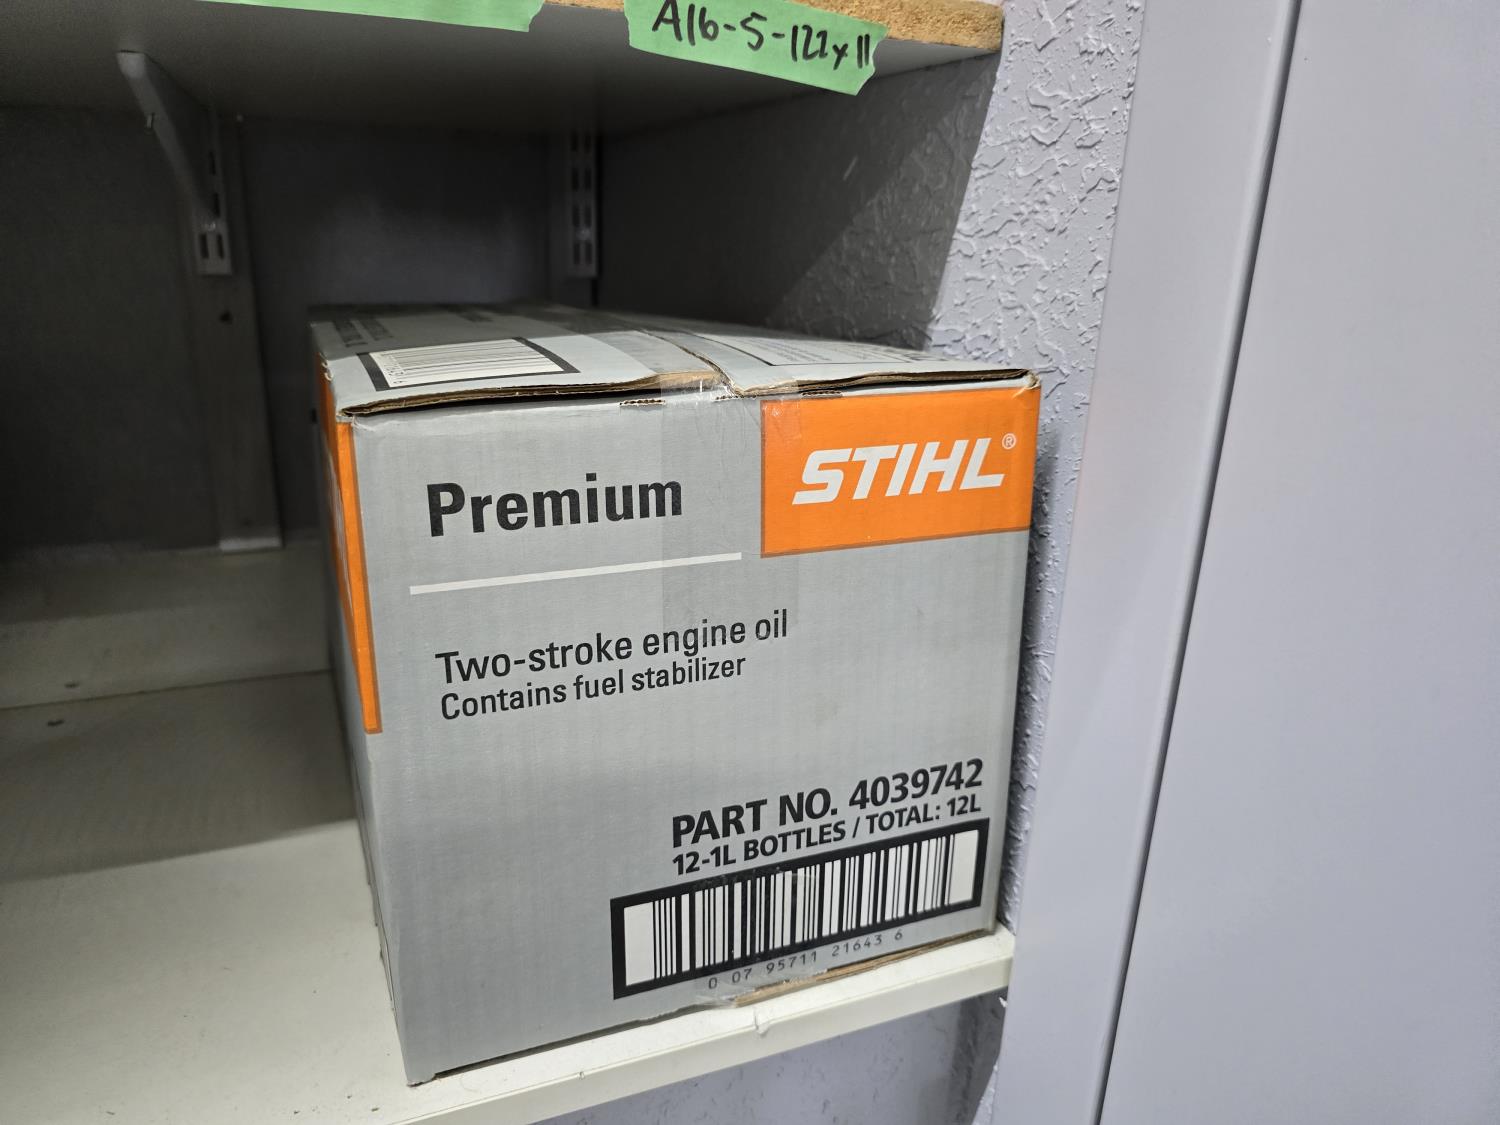 A16-5-122x11
Premium
STIHL®
Two-stroke engine oil
Contains fuel stabilizer
PART NO. 4039742
12-1L BOTTLES / TOTAL: 12L
0 07 95711 21643 6